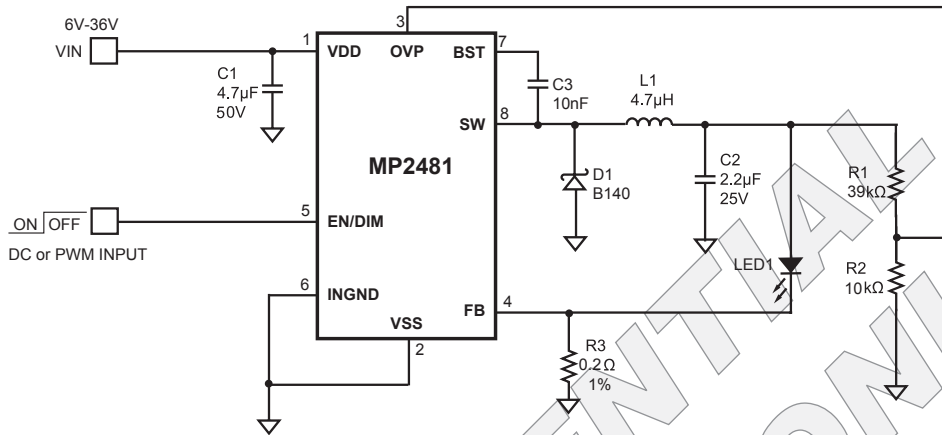 6V-36V
VIN
C1
4.7µF
50V
1
VDD
3
OVP
BST
7
C3
10nF
SW
8
L1
4.7µH
MP2481
D1
B140
C2
2.2µF
25V
R1
39kΩ
ON OFF
DC or PWM INPUT
5
EN/DIM
6
INGND
VSS
2
FB
4
LED1
R2
10kΩ
R3
0.2Ω
1%
ENTIAL
ON